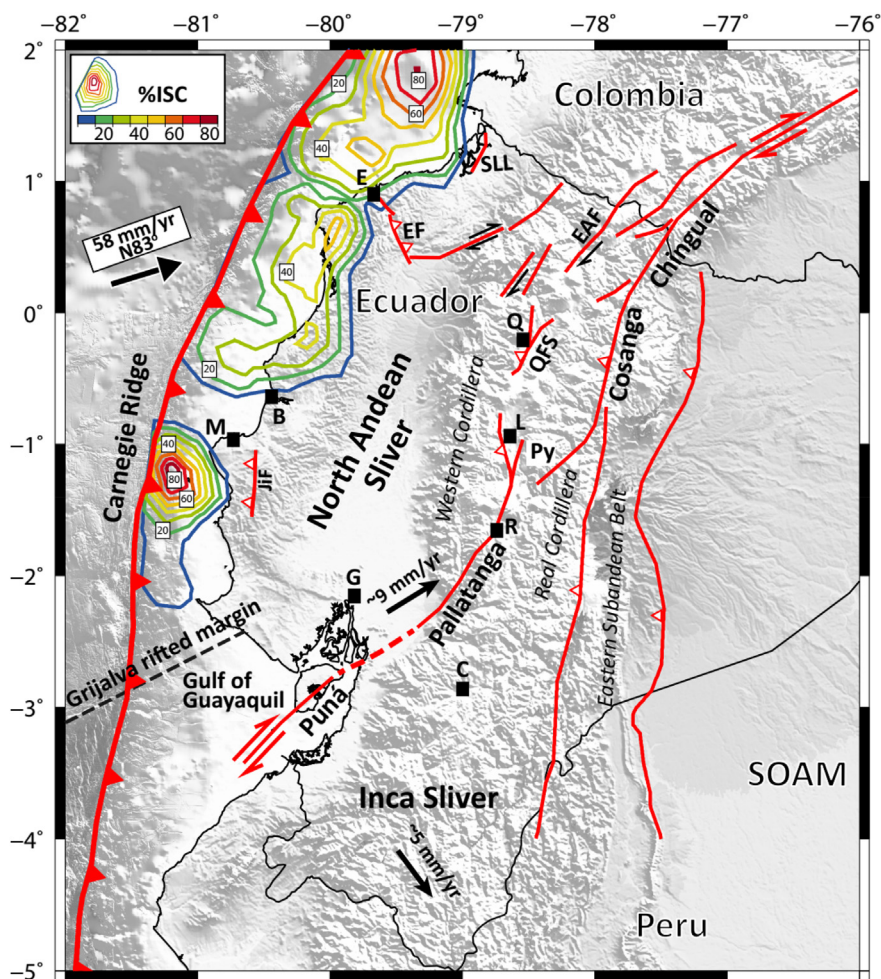 −82 −81 −80 −79 −78 −77 −76
2°
1°
0°
−1°
−2°
−3°
−4°
−5°
%ISC
20 40 60 80
20
80
60
40
Colombia
SLL
E
EF
EAF
Chingual
58 mm/yr
N83°
40
Ecuador
Q
QFS
Cosanga
20
Carnegie Ridge
B
M
North Andean
Sliver
Western Cordillera
L
Py
40
80
60
20
JiF
R
Real Cordillera
Eastern Subandean Belt
G
~9 mm/yr
Pallatanga
Grijalva rifted margin
Gulf of
Guayaquil
Puná
C
SOAM
Inca Sliver
~5 mm/yr
Peru